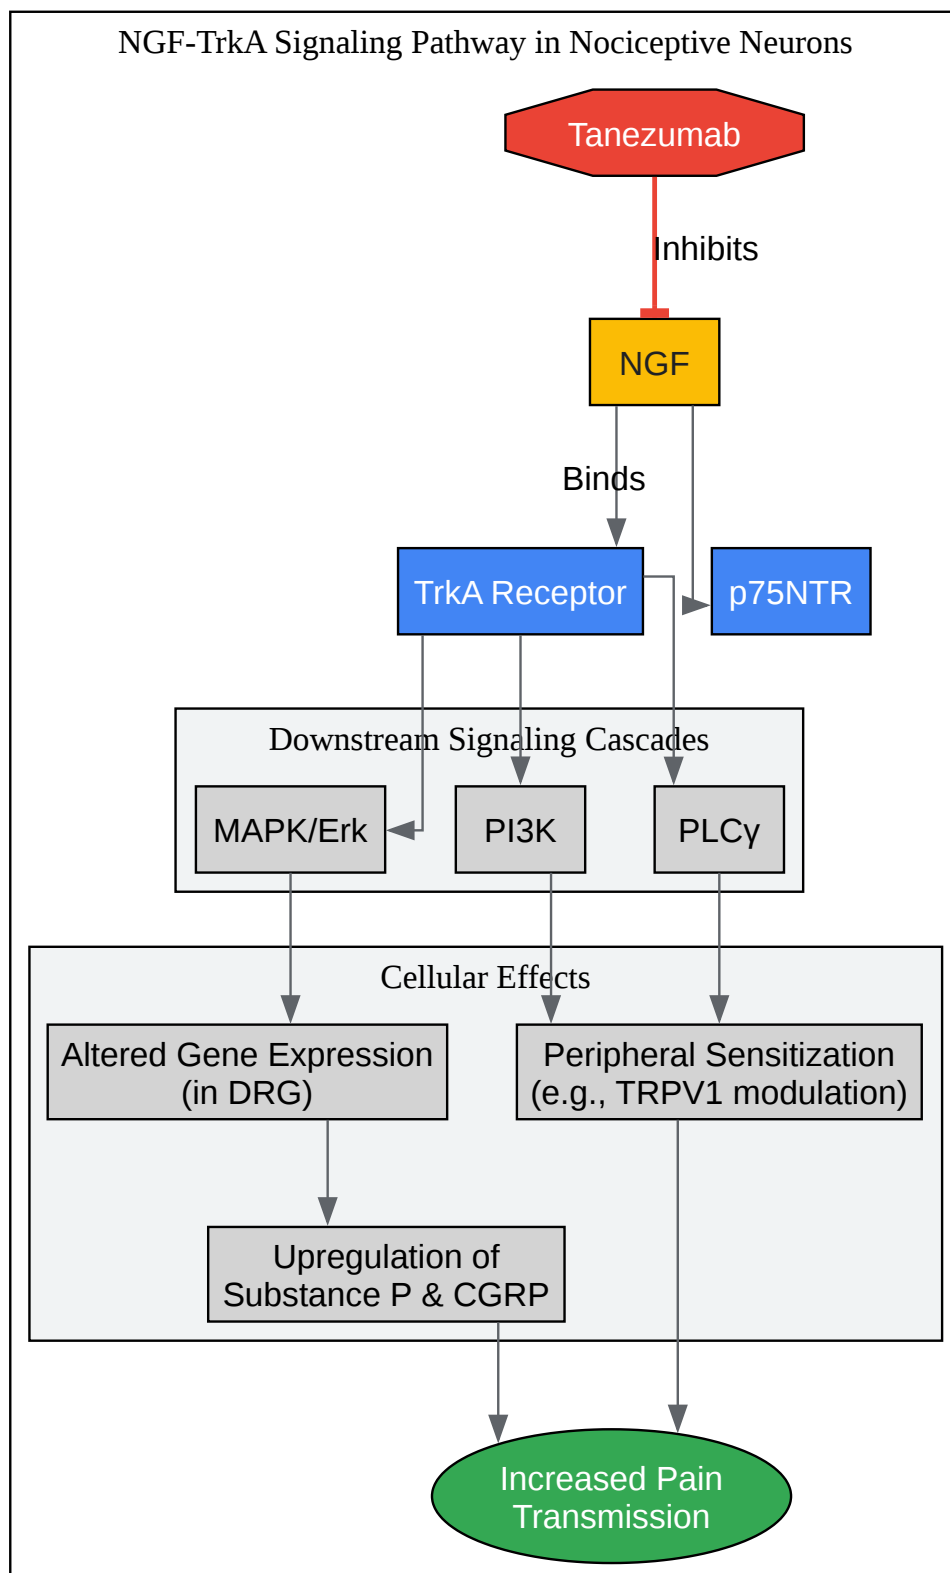 NGF-TrkA Signaling Pathway in Nociceptive Neurons
Tanezumab
Inhibits
NGF
Binds
TrkA Receptor
p75NTR
Downstream Signaling Cascades
MAPK/Erk
PI3K
PLCγ
Cellular Effects
Altered Gene Expression
(in DRG)
Peripheral Sensitization
(e.g., TRPV1 modulation)
Upregulation of
Substance P & CGRP
Increased Pain
Transmission